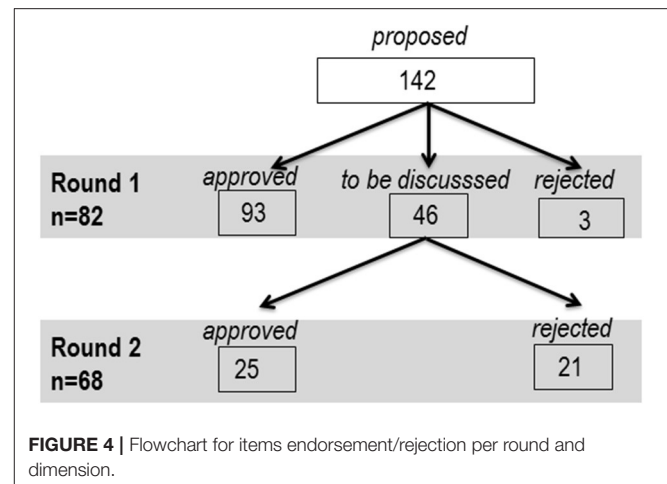 proposed
142
Round 1
n=82
approved
to be discusssed
rejected
93
46
3
Round 2
n=68
approved
rejected
25
21
FIGURE 4 | Flowchart for items endorsement/rejection per round and
dimension.